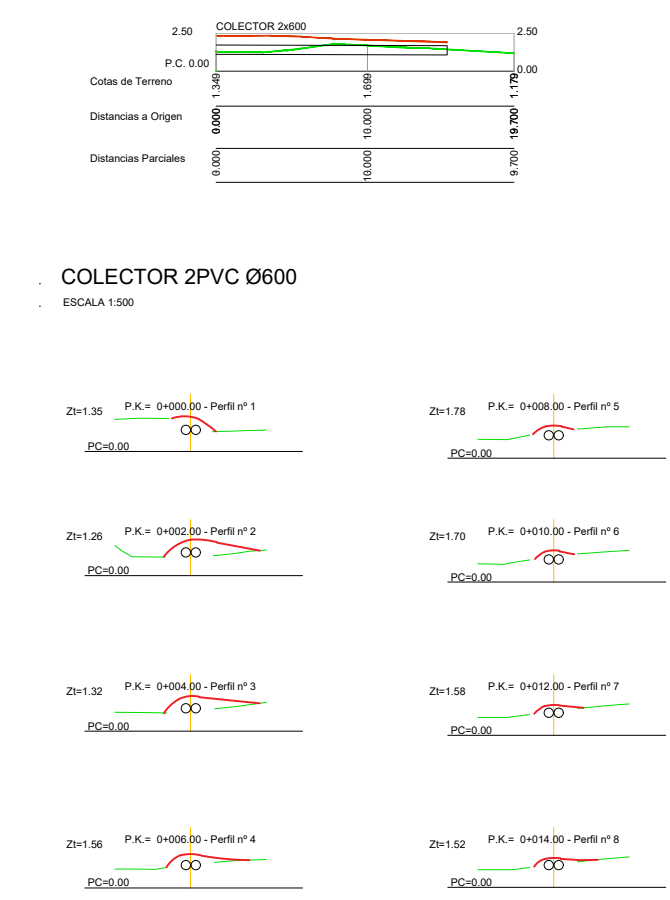 COLECTOR 2x600
2.50 2.50
P.C. 0.00 0.00
Cotas de Terreno 1.349 1.699 1.179
Distancias a Origen 0.000 10.000 19.700
Distancias Parciales 0.000 10.000 9.700
. COLECTOR 2PVC Ø600
. ESCALA 1:500
Zt=1.35 P.K.= 0+000.00 - Perfil nº 1
PC=0.00
Zt=1.78 P.K.= 0+008.00 - Perfil nº 5
PC=0.00
Zt=1.26 P.K.= 0+002.00 - Perfil nº 2
PC=0.00
Zt=1.70 P.K.= 0+010.00 - Perfil nº 6
PC=0.00
Zt=1.32 P.K.= 0+004.00 - Perfil nº 3
PC=0.00
Zt=1.58 P.K.= 0+012.00 - Perfil nº 7
PC=0.00
Zt=1.56 P.K.= 0+006.00 - Perfil nº 4
PC=0.00
Zt=1.52 P.K.= 0+014.00 - Perfil nº 8
PC=0.00